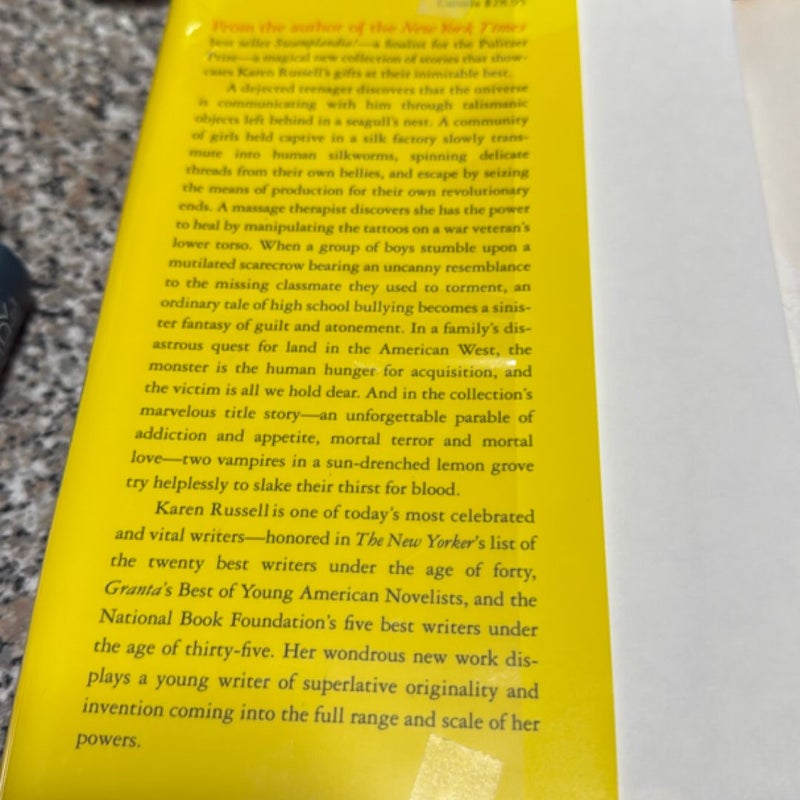 Canada $28.95
From the author of the New York Times
best seller Swamplandia!—a finalist for the Pulitzer
Prize—a magical new collection of stories that show-
cases Karen Russell's gifts at their inimitable best.
A dejected teenager discovers that the universe
is communicating with him through talismanic
objects left behind in a seagull's nest. A community
of girls held captive in a silk factory slowly trans-
mute into human silkworms, spinning delicate
threads from their own bellies, and escape by seizing
the means of production for their own revolutionary
ends. A massage therapist discovers she has the power
to heal by manipulating the tattoos on a war veteran's
lower torso. When a group of boys stumble upon a
mutilated scarecrow bearing an uncanny resemblance
to the missing classmate they used to torment, an
ordinary tale of high school bullying becomes a sinis-
ter fantasy of guilt and atonement. In a family's dis-
astrous quest for land in the American West, the
monster is the human hunger for acquisition, and
the victim is all we hold dear. And in the collection's
marvelous title story—an unforgettable parable of
addiction and appetite, mortal terror and mortal
love—two vampires in a sun-drenched lemon grove
try helplessly to slake their thirst for blood.
Karen Russell is one of today's most celebrated
and vital writers—honored in The New Yorker's list of
the twenty best writers under the age of forty,
Granta's Best of Young American Novelists, and the
National Book Foundation's five best writers under
the age of thirty-five. Her wondrous new work dis-
plays a young writer of superlative originality and
invention coming into the full range and scale of her
powers.